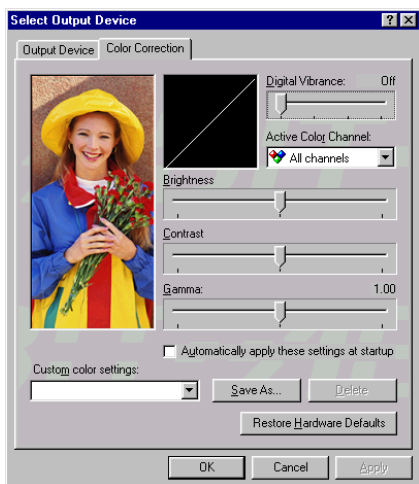 Select Output Device
Output Device
Color Correction
Digital Vibrance: Off
Active Color Channel:
All channels
Brightness
Contrast
Gamma: 1.00
Automatically apply these settings at startup
Custom color settings:
Save As...
Delete
Restore Hardware Defaults
OK
Cancel
Apply